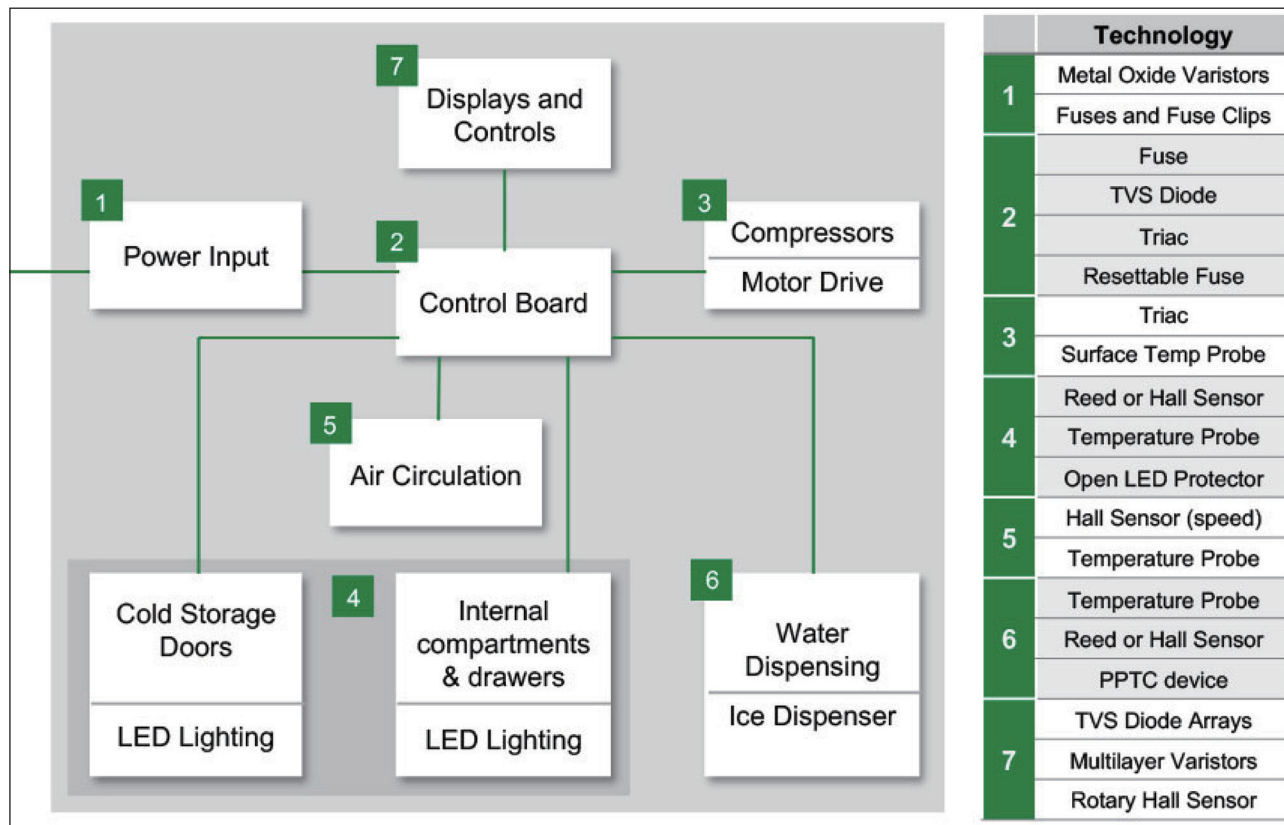 7
Displays and
Controls
1
Power Input
2
Control Board
3
Compressors
Motor Drive
5
Air Circulation
4
Cold Storage
Doors
LED Lighting
Internal
compartments
& drawers
LED Lighting
6
Water
Dispensing
Ice Dispenser
Technology
1
Metal Oxide Varistors
Fuses and Fuse Clips
2
Fuse
TVS Diode
Triac
Resettable Fuse
3
Triac
Surface Temp Probe
4
Reed or Hall Sensor
Temperature Probe
Open LED Protector
5
Hall Sensor (speed)
Temperature Probe
6
Temperature Probe
Reed or Hall Sensor
PPTC device
7
TVS Diode Arrays
Multilayer Varistors
Rotary Hall Sensor